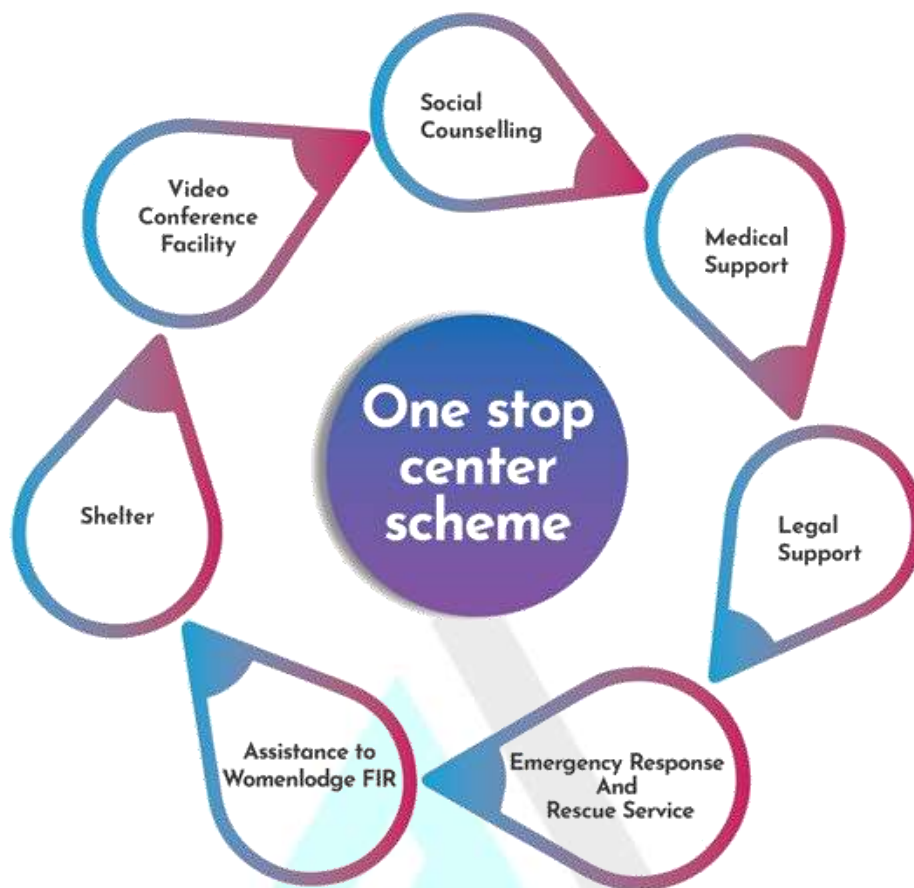 Social
Counselling
Medical
Support
Legal
Support
Emergency Response
And
Rescue Service
Assistance to
Womenlodge FIR
Shelter
Video
Conference
Facility
One stop
center
scheme